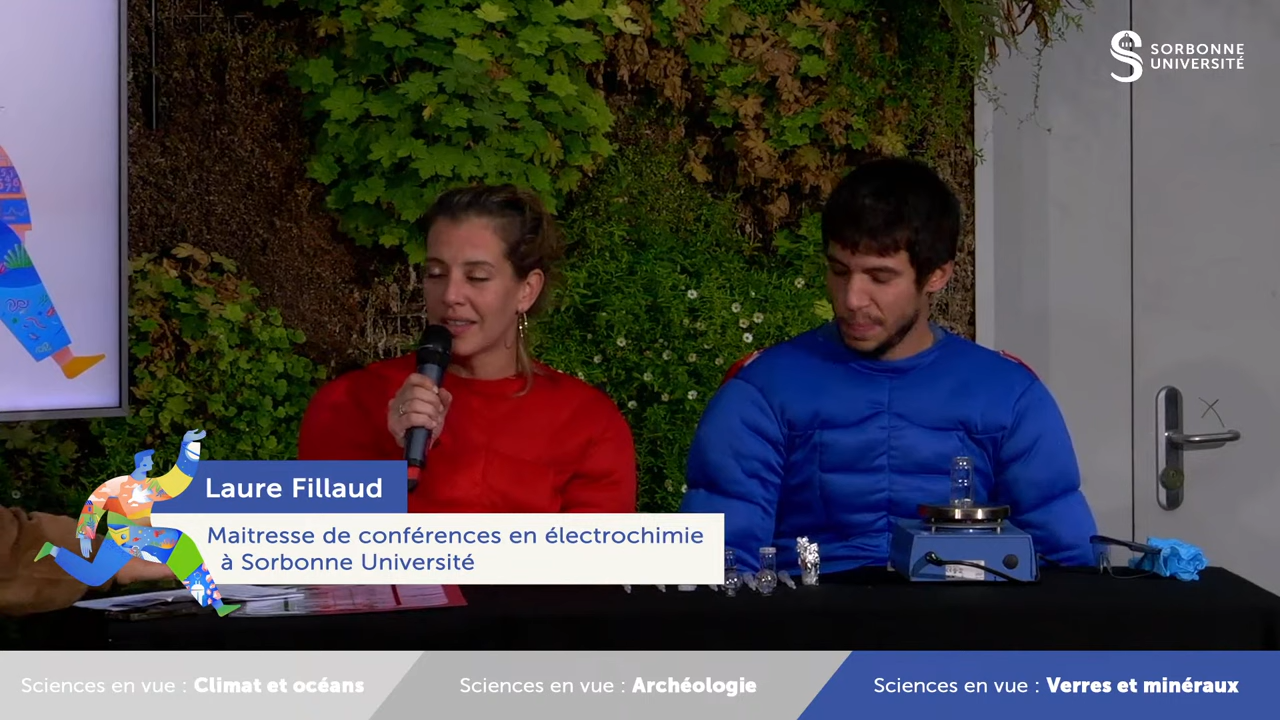 SORBONNE
UNIVERSITÉ
Laure Fillaud
Maitresse de conférences en électrochimie
à Sorbonne Université
Sciences en vue : Climat et océans
Sciences en vue : Archéologie
Sciences en vue : Verres et minéraux